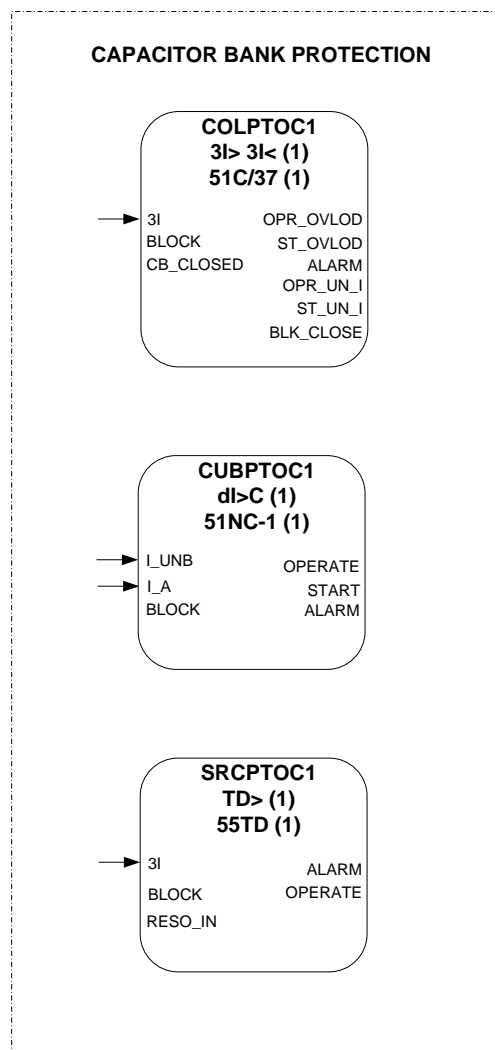 CAPACITOR BANK PROTECTION
COLPTOC1
3I> 3I< (1)
51C/37 (1)
3I OPR_OVLOD
BLOCK ST_OVLOD
CB_CLOSED ALARM
OPR_UN_I
ST_UN_I
BLK_CLOSE
CUBPTOC1
dI>C (1)
51NC-1 (1)
I_UNB OPERATE
I_A START
BLOCK ALARM
SRCPTOC1
TD> (1)
55TD (1)
3I ALARM
BLOCK OPERATE
RESO_IN